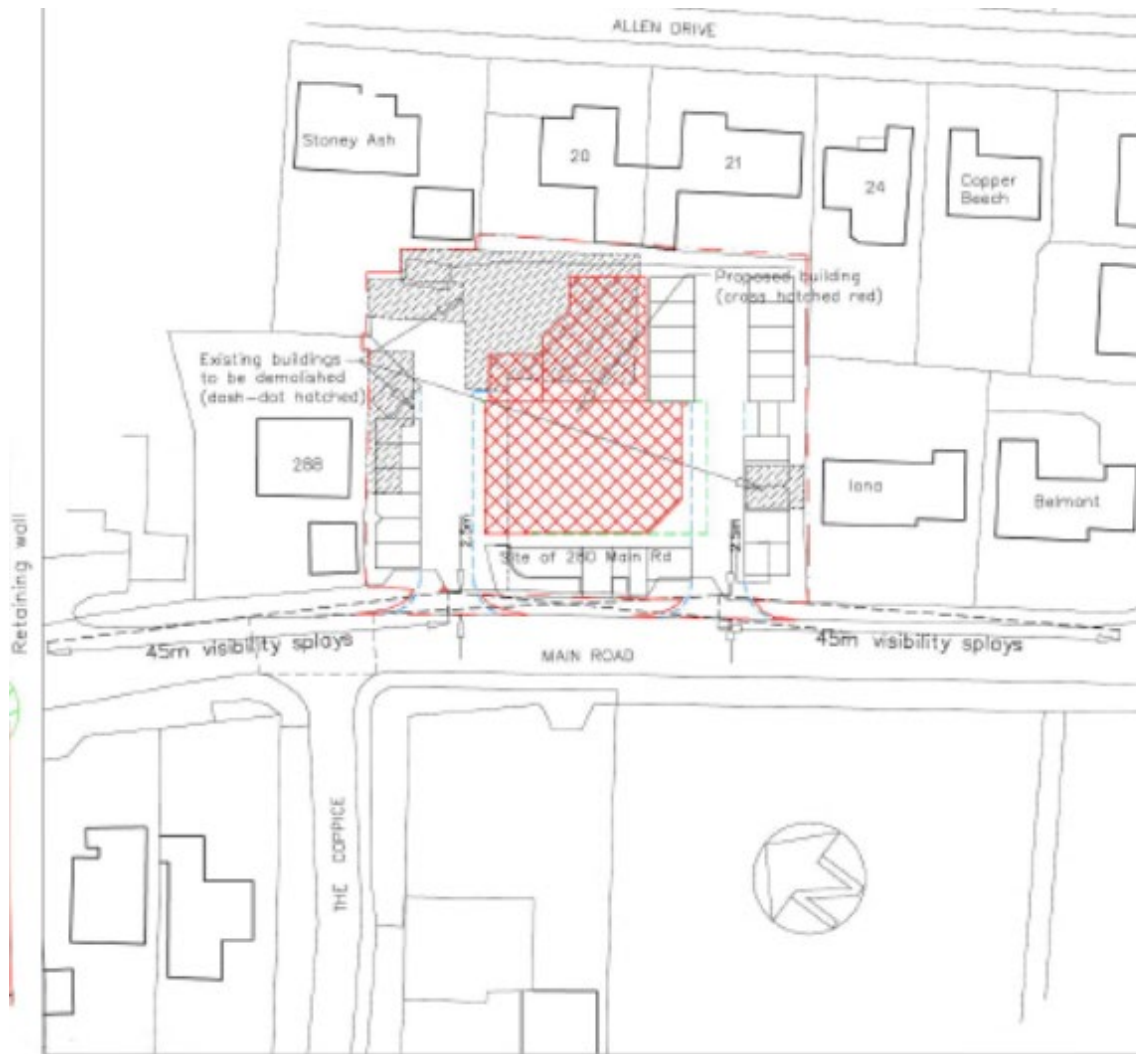 ALLEN DRIVE
Stoney Ash
20
21
24
Copper
Beech
Proposed building
(cross hatched red)
Existing buildings
to be demolished
(dash-dot hatched)
288
Iona
Belmont
2.5m
2.5m
Site of 280 Main Rd
Retaining wall
45m visibility splays
45m visibility splays
MAIN ROAD
THE COPPICE